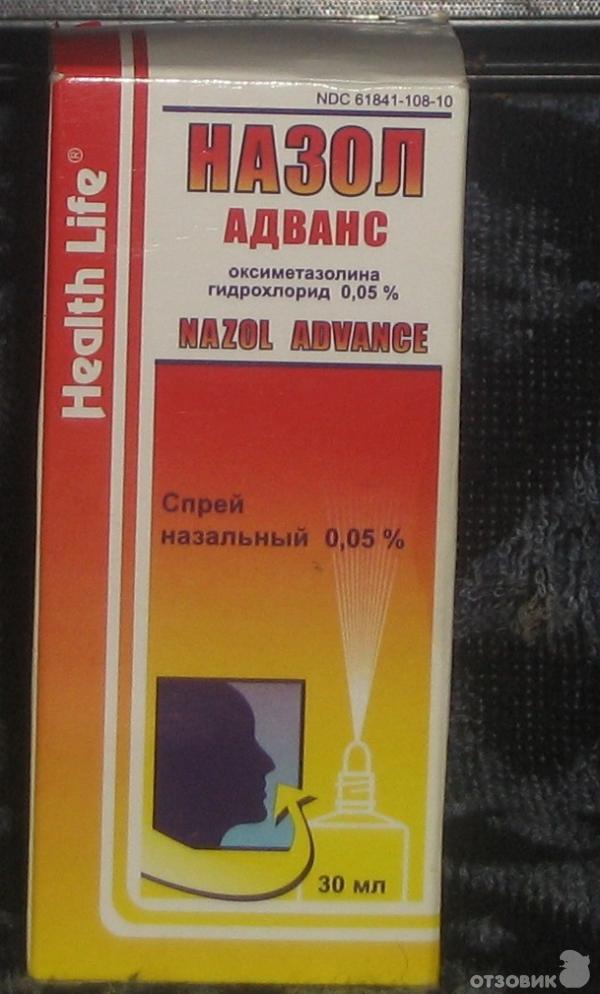 NDC 61841-108-10
НАЗОЛ
АДВАНС
оксиметазолина
гидрохлорид 0,05 %
NAZOL ADVANCE
Health Life®
Спрей
назальный 0,05 %
30 мл
ОТЗОВИК